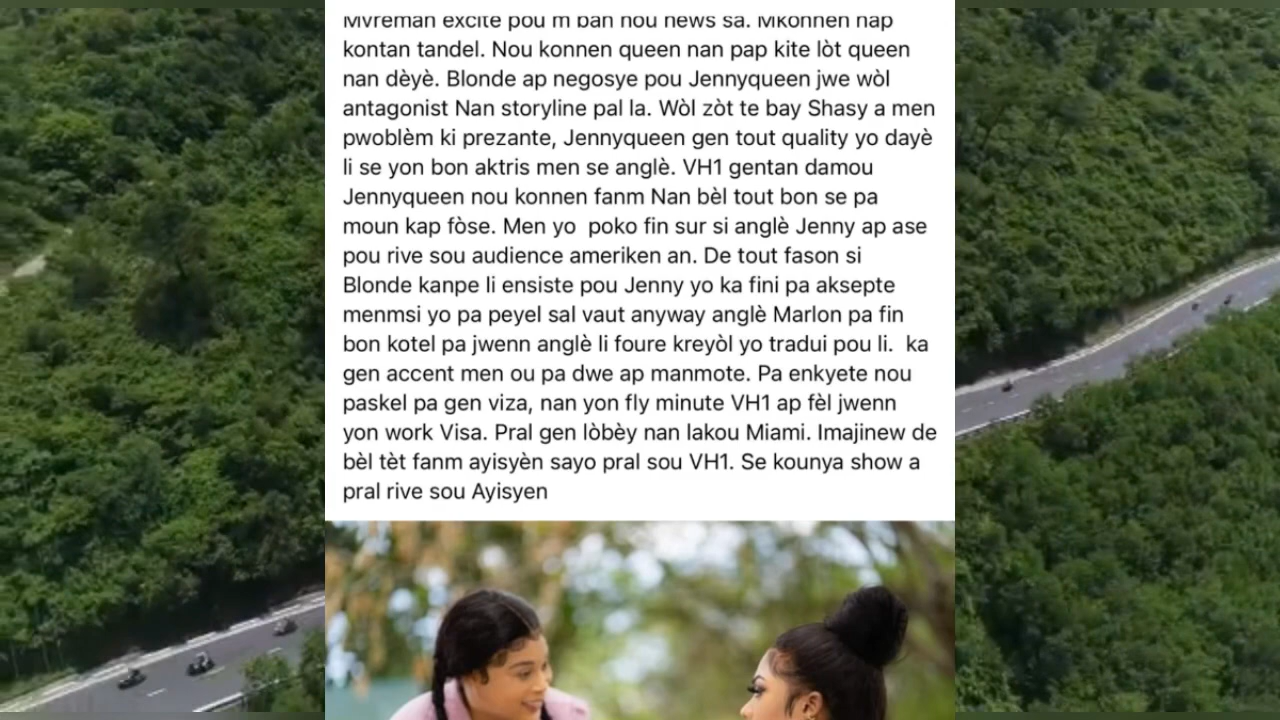 Mvreman excite pou m ban nou news sa. Mkonnen nap
kontan tandel. Nou konnen queen nan pap kite lòt queen
nan dèyè. Blonde ap negosye pou Jennyqueen jwe wòl
antagonist Nan storyline pal la. Wòl zòt te bay Shasy a men
pwoblèm ki prezante, Jennyqueen gen tout quality yo dayè
li se yon bon aktris men se anglè. VH1 gentan damou
Jennyqueen nou konnen fanm Nan bèl tout bon se pa
moun kap fòse. Men yo  poko fin sur si anglè Jenny ap ase
pou rive sou audience ameriken an. De tout fason si
Blonde kanpe li ensiste pou Jenny yo ka fini pa aksepte
menmsi yo pa peyel sal vaut anyway anglè Marlon pa fin
bon kotel pa jwenn anglè li foure kreyòl yo tradui pou li.  ka
gen accent men ou pa dwe ap manmote. Pa enkyete nou
paskel pa gen viza, nan yon fly minute VH1 ap fèl jwenn
yon work Visa. Pral gen lòbèy nan lakou Miami. Imajinew de
bèl tèt fanm ayisyèn sayo pral sou VH1. Se kounya show a
pral rive sou Ayisyen